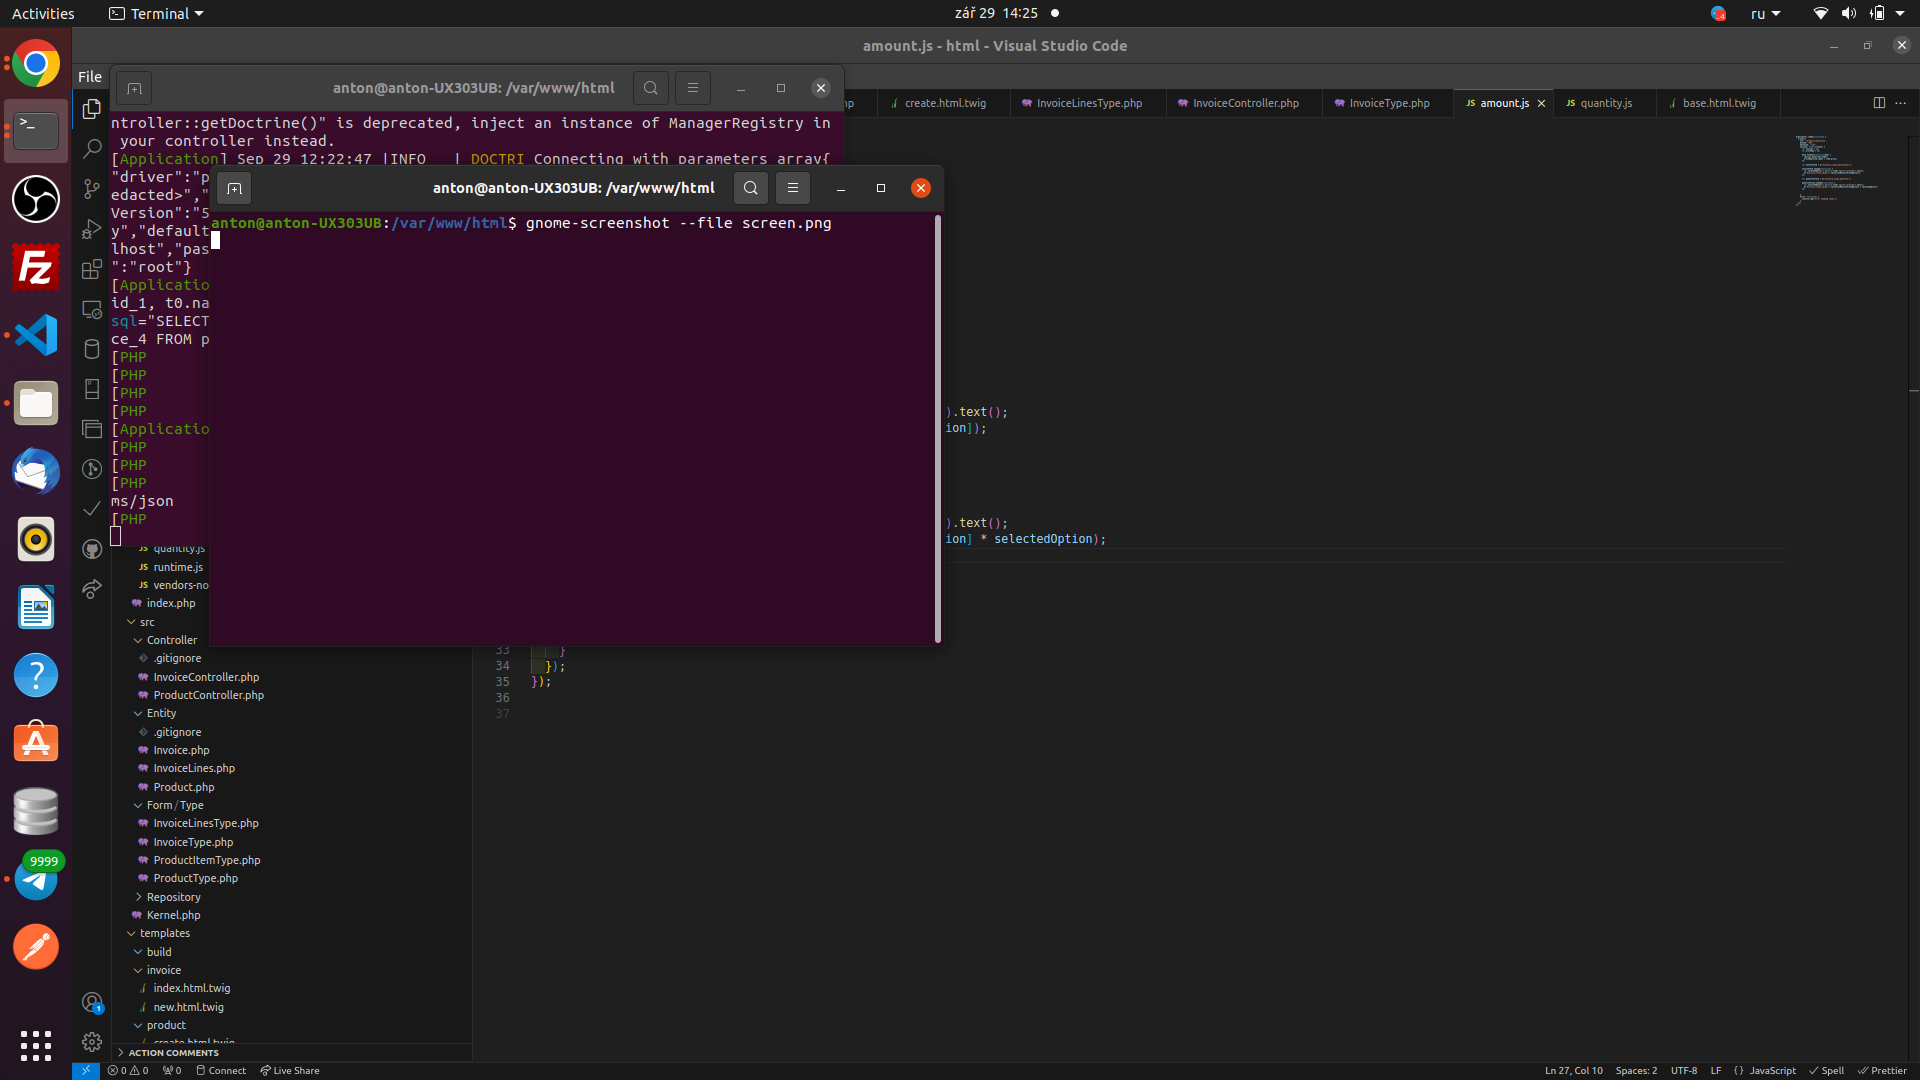 Activities
Terminal
zář 29 14:25
ru
amount.js - html - Visual Studio Code
File
anton@anton-UX303UB: /var/www/html
hp
create.html.twig
InvoiceLinesType.php
InvoiceController.php
InvoiceType.php
JS amount.js
JS quantity.js
base.html.twig
ntroller::getDoctrine()" is deprecated, inject an instance of ManagerRegistry in
your controller instead.
[Application] Sep 29 12:22:47 |INFO | DOCTRI Connecting with parameters array{
"driver":"p
edacted>","
Version":"5
y","default
lhost","pas
":"root"}
[Applicatio
id_1, t0.na
sql="SELECT
ce_4 FROM p
[PHP
[PHP
[PHP
[PHP
[Applicatio
[PHP
[PHP
[PHP
ms/json
[PHP
anton@anton-UX303UB: /var/www/html
anton@anton-UX303UB:/var/www/html$ gnome-screenshot --file screen.png
).text();
ion]);
).text();
ion] * selectedOption);
33 }
34 });
35 });
36
37
JS quantity.js
JS runtime.js
JS vendors-no
index.php
src
Controller
.gitignore
InvoiceController.php
ProductController.php
Entity
.gitignore
Invoice.php
InvoiceLines.php
Product.php
Form / Type
InvoiceLinesType.php
InvoiceType.php
ProductItemType.php
ProductType.php
Repository
Kernel.php
templates
build
invoice
index.html.twig
new.html.twig
product
create.html.twig
ACTION COMMENTS
9999
1
0 0 0 Connect Live Share
Ln 27, Col 10 Spaces: 2 UTF-8 LF {} JavaScript Spell Prettier